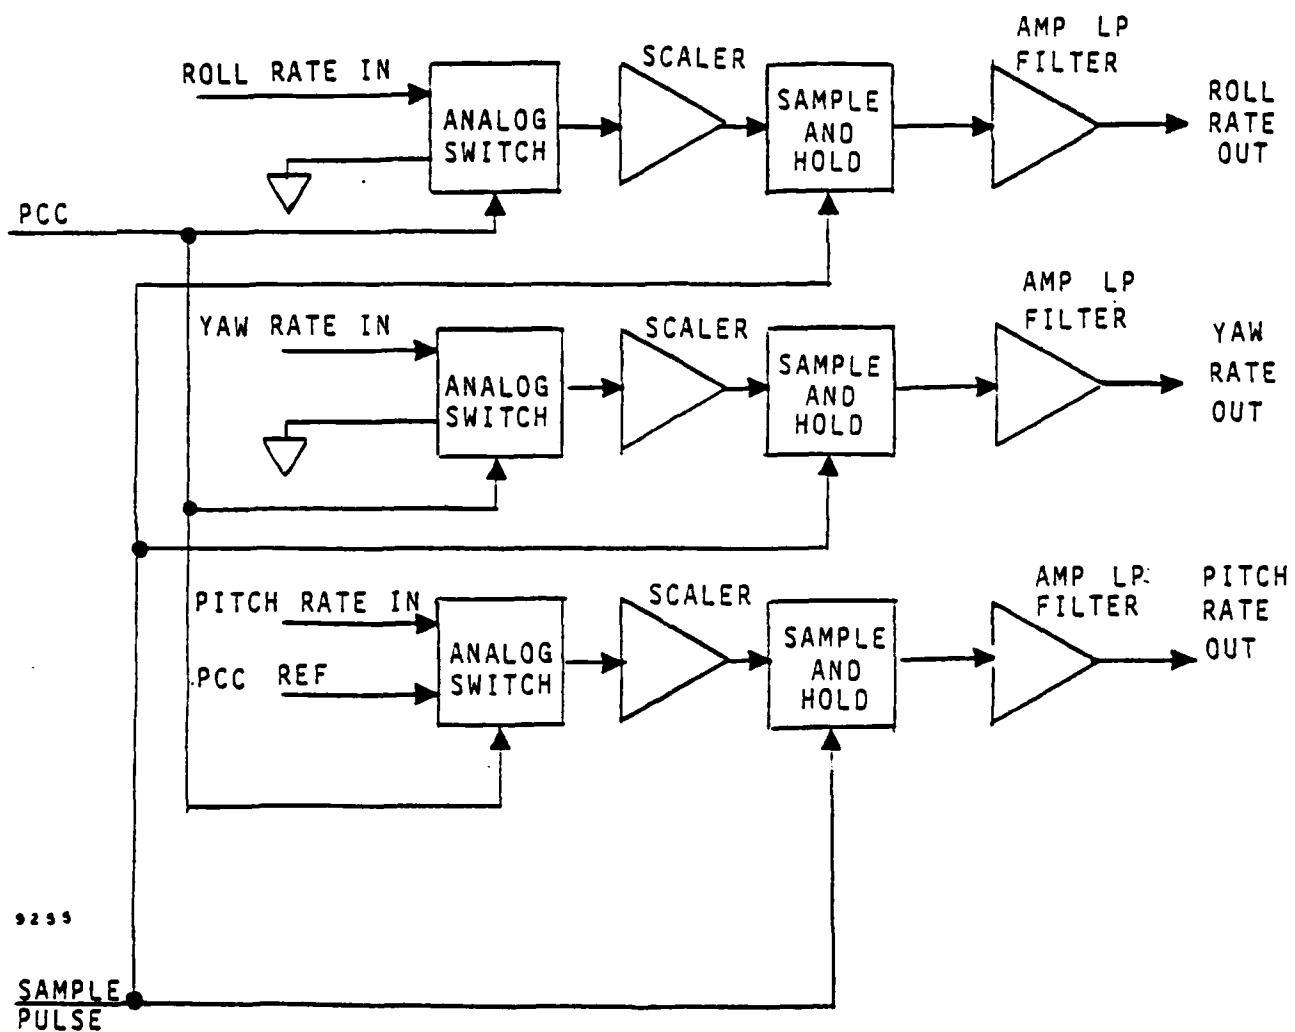 AMP LP
FILTER
SCALER
ROLL RATE IN
ANALOG
SWITCH
SAMPLE
AND
HOLD
ROLL
RATE
OUT
PCC
AMP LP
FILTER
YAW RATE IN
SCALER
ANALOG
SWITCH
SAMPLE
AND
HOLD
YAW
RATE
OUT
AMP LP
FILTER
PITCH RATE IN
SCALER
PCC REF
ANALOG
SWITCH
SAMPLE
AND
HOLD
PITCH
RATE
OUT
9255
SAMPLE
PULSE